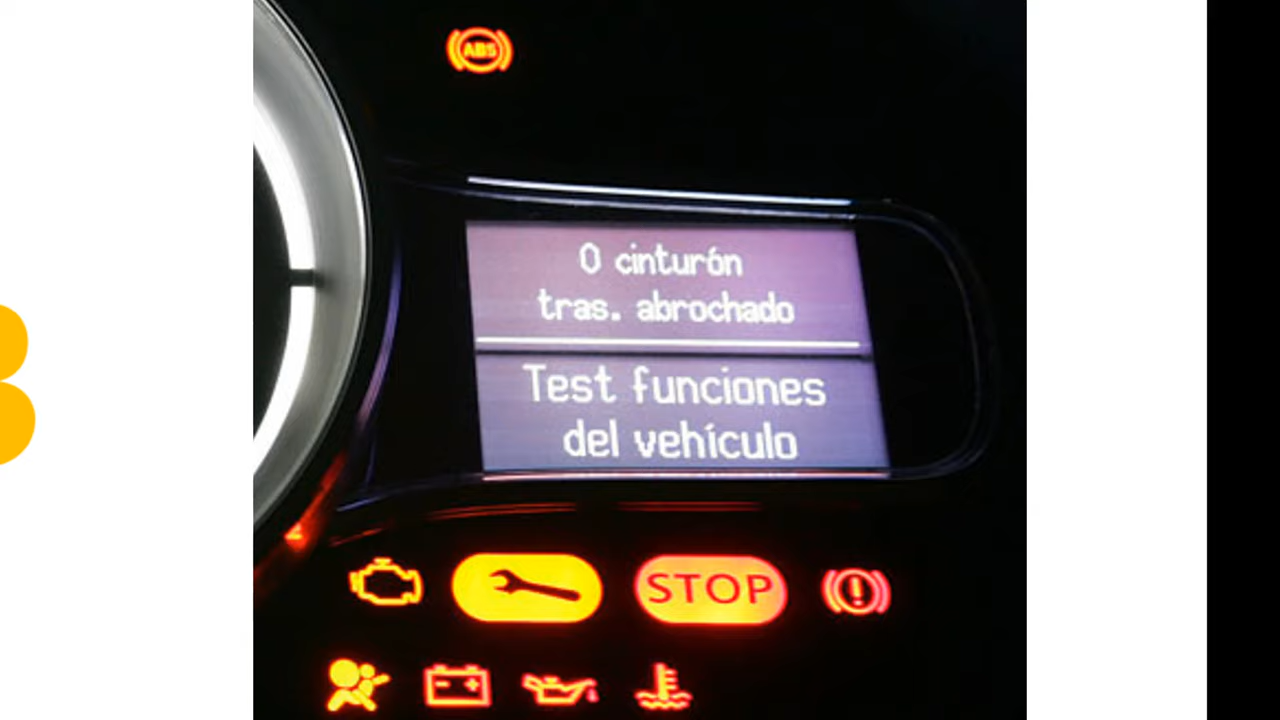 ABS
0 cinturón
tras. abrochado
Test funciones
del vehículo
STOP